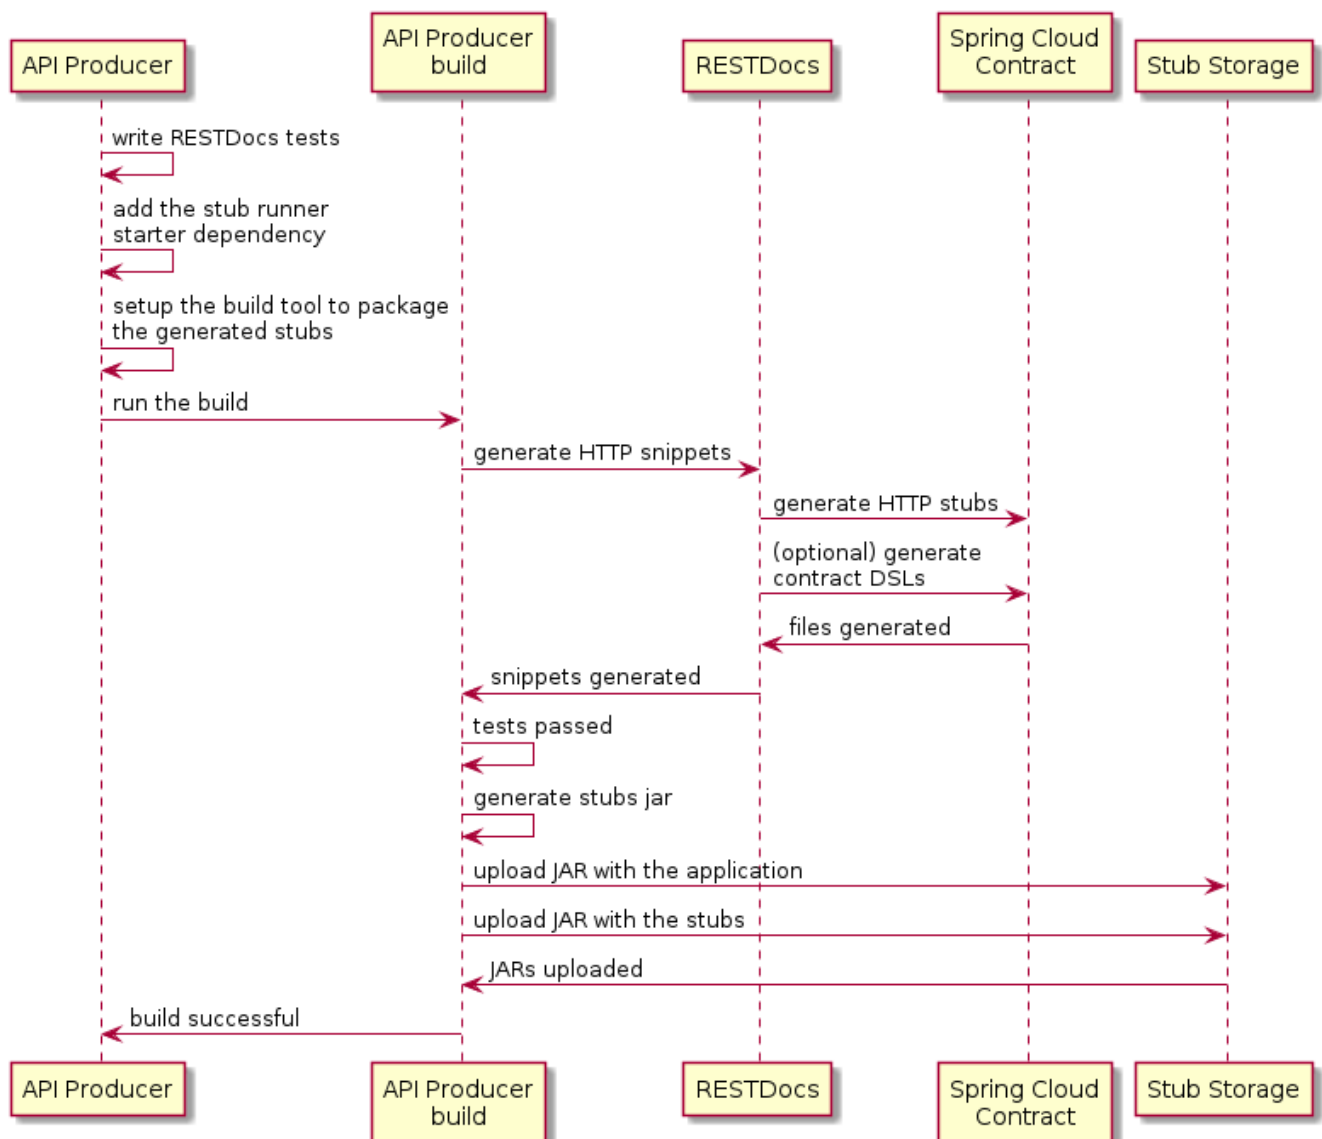 API Producer
API Producer
build
RESTDocs
Spring Cloud
Contract
Stub Storage
write RESTDocs tests
add the stub runner
starter dependency
setup the build tool to package
the generated stubs
run the build
generate HTTP snippets
generate HTTP stubs
(optional) generate
contract DSLs
files generated
snippets generated
tests passed
generate stubs jar
upload JAR with the application
upload JAR with the stubs
JARs uploaded
build successful
API Producer
API Producer
build
RESTDocs
Spring Cloud
Contract
Stub Storage